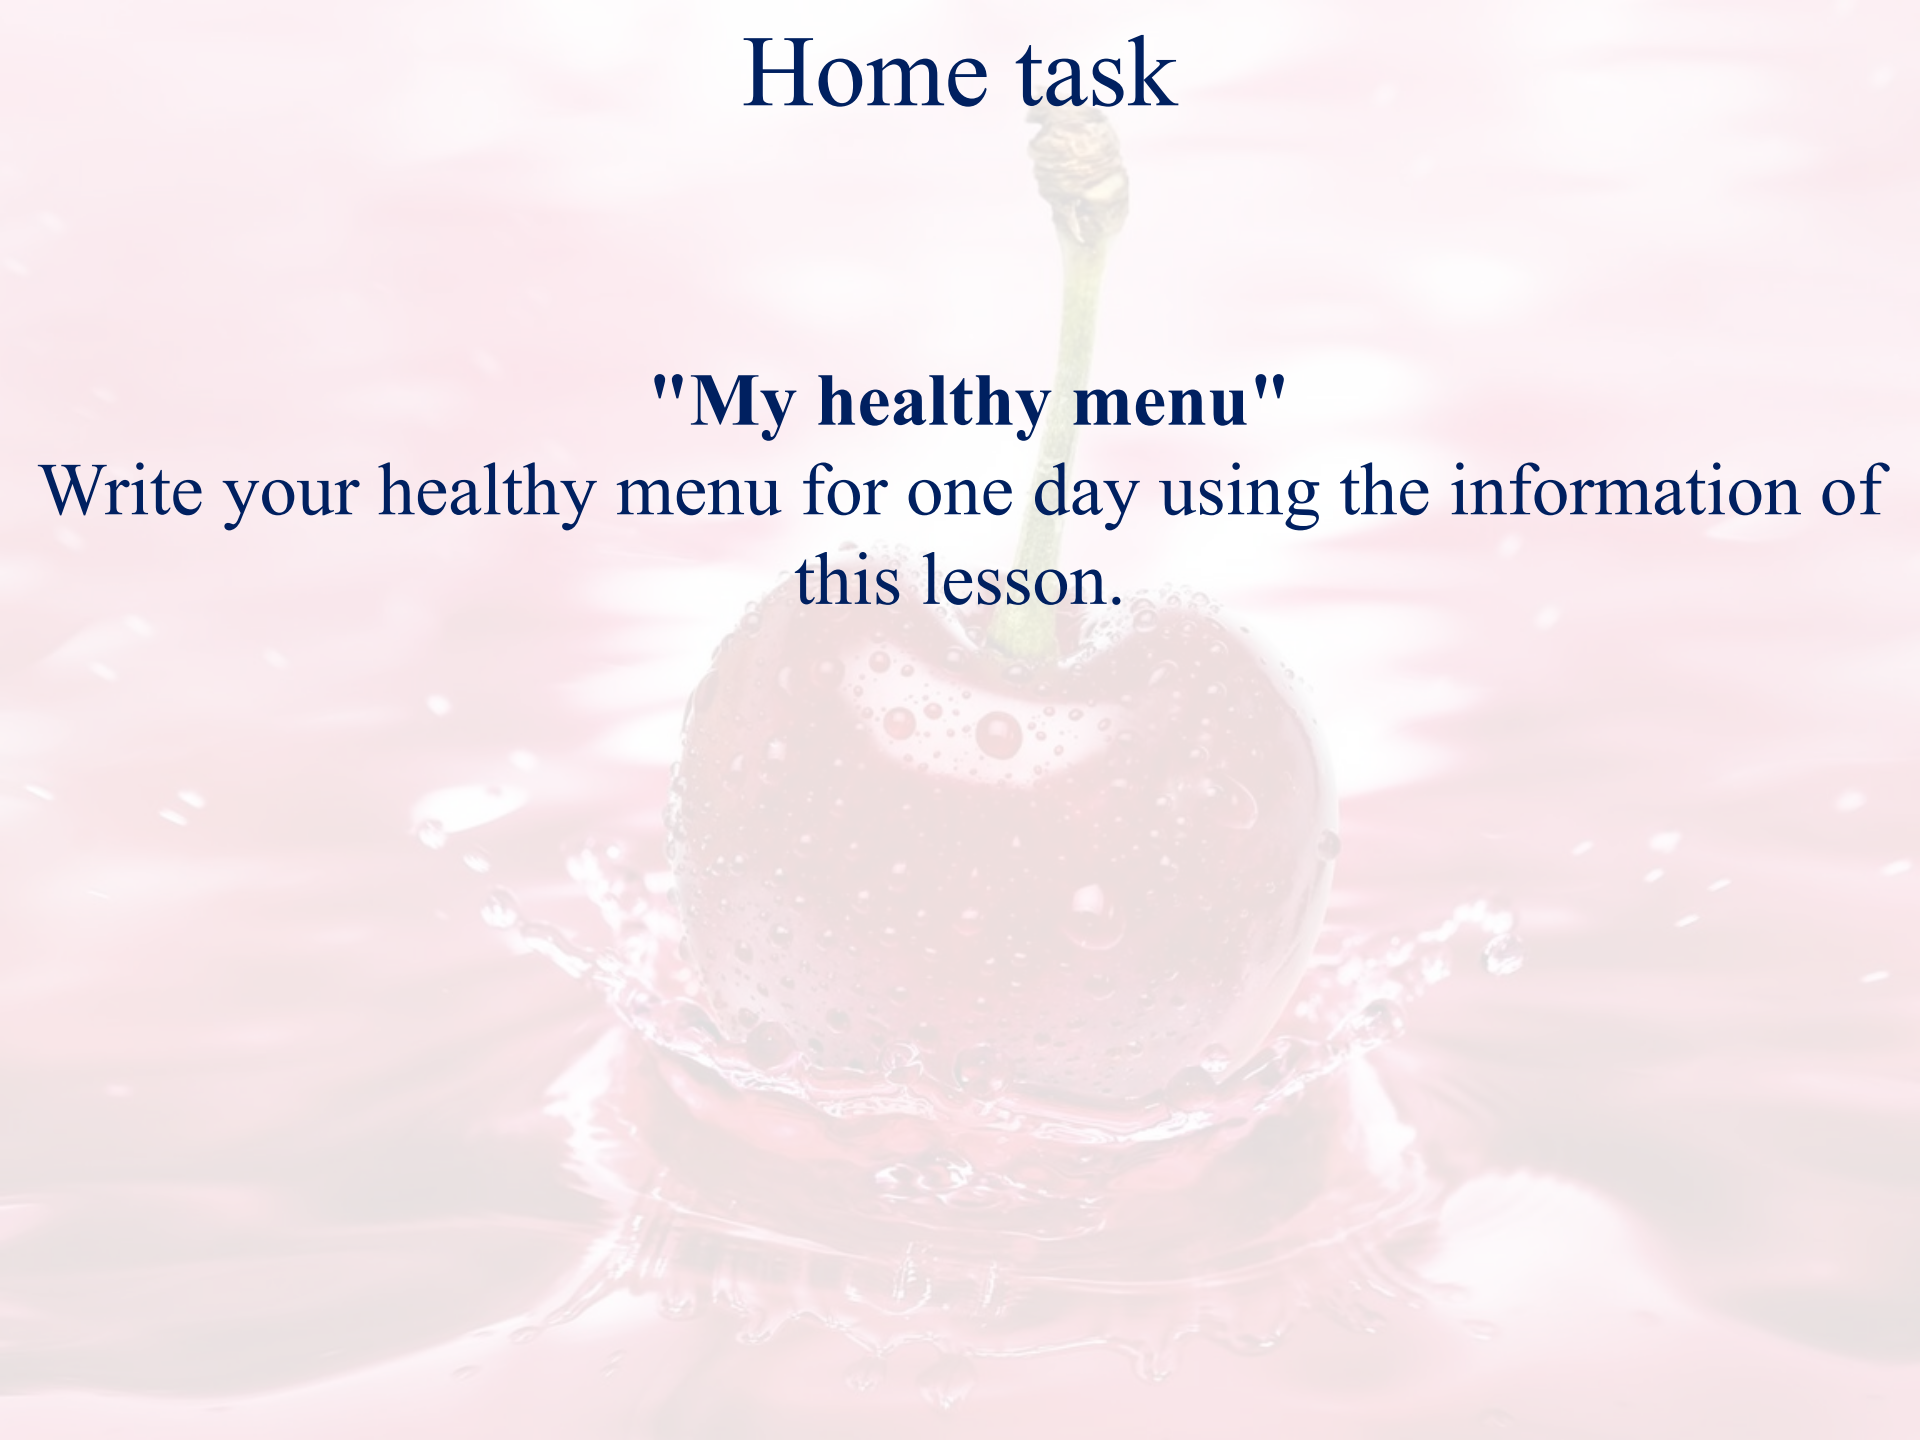 Home task
"My healthy menu"
Write your healthy menu for one day using the information of
this lesson.